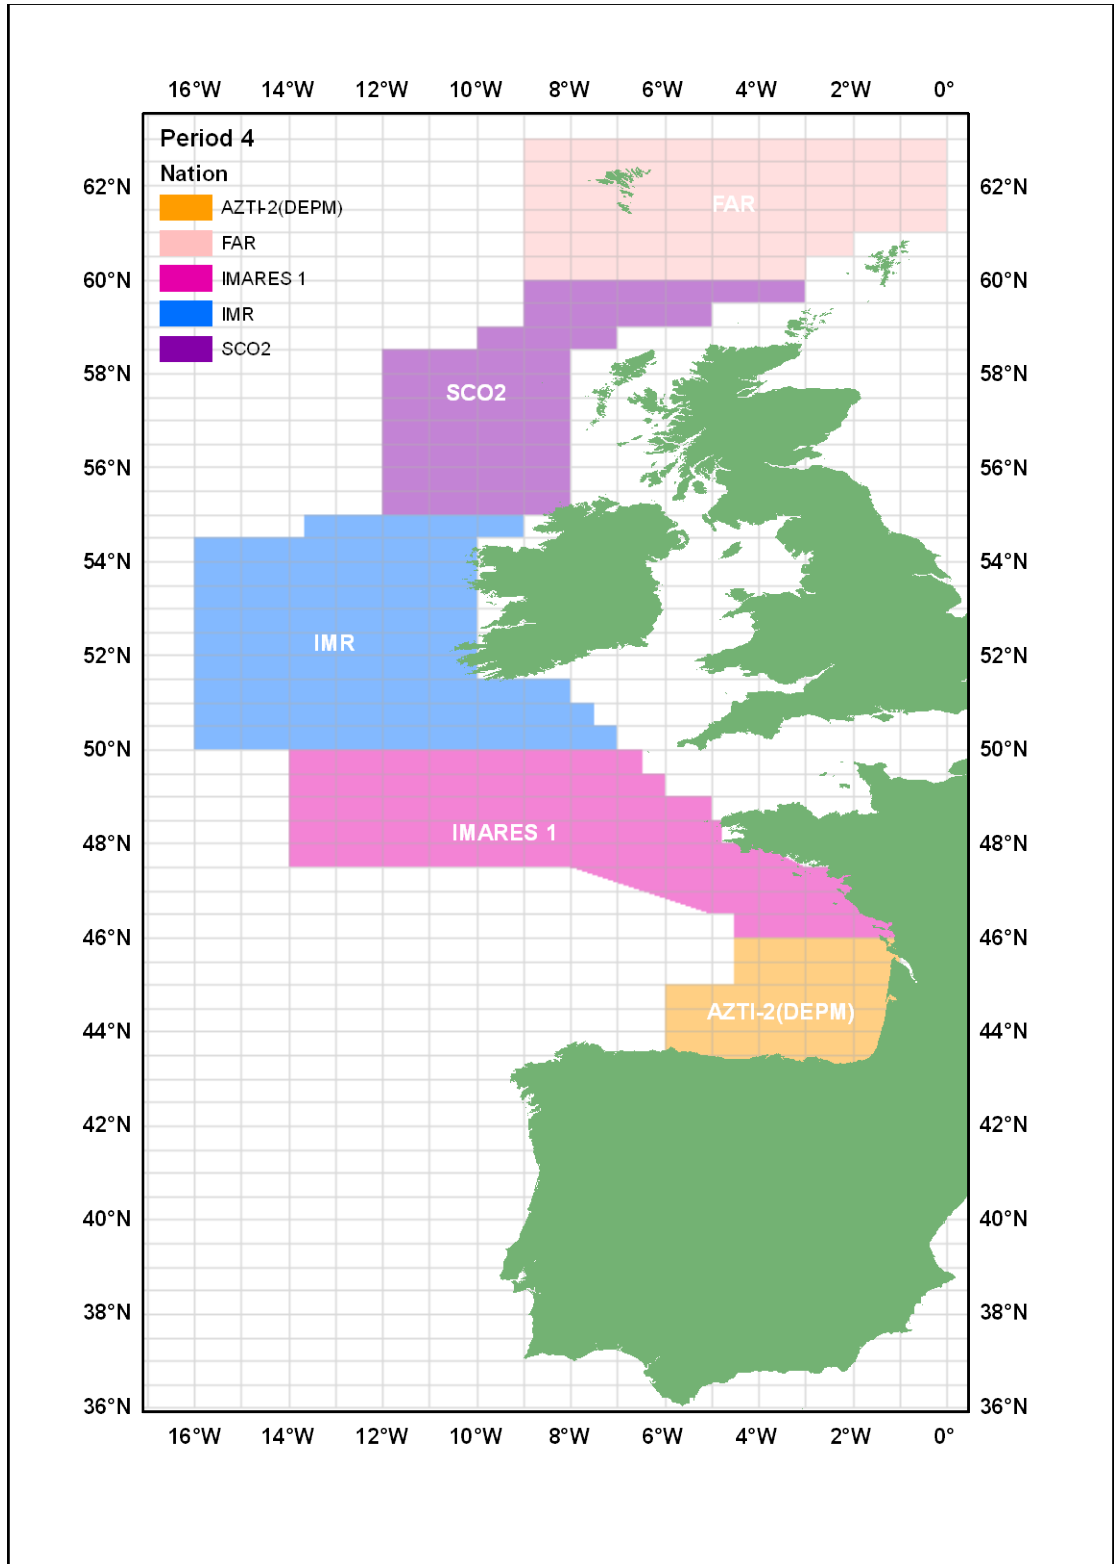 16°W 14°W 12°W 10°W 8°W 6°W 4°W 2°W 0°
Period 4
Nation
AZTI-2(DEPM)
FAR
IMARES 1
IMR
SCO2
62°N 62°N
FAR
60°N 60°N
58°N 58°N
SCO2
56°N 56°N
54°N 54°N
IMR
52°N 52°N
50°N 50°N
IMARES 1
48°N 48°N
46°N 46°N
AZTI-2(DEPM)
44°N 44°N
42°N 42°N
40°N 40°N
38°N 38°N
36°N 36°N
16°W 14°W 12°W 10°W 8°W 6°W 4°W 2°W 0°